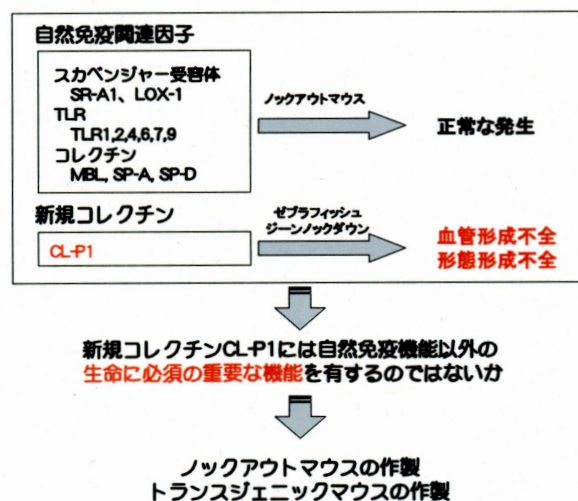 自然免疫関連因子
スカベンジャー受容体
SR-A1、LOX-1
TLR
TLR1,2,4,6,7,9
コレクチン
MBL, SP-A, SP-D
ノックアウトマウス
正常な発生
新規コレクチン
CL-P1
ゼブラフィッシュ
ジーンノックダウン
血管形成不全
形態形成不全
新規コレクチンCL-P1には自然免疫機能以外の
生命に必須の重要な機能を有するのではないか
ノックアウトマウスの作製
トランスジェニックマウスの作製